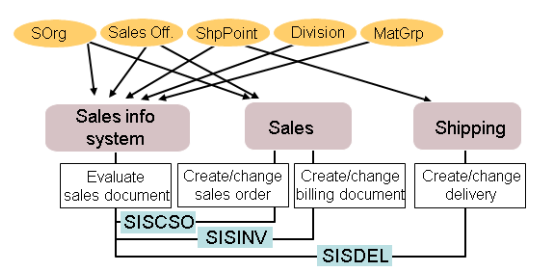 SOrg
Sales Off.
ShpPoint
Division
MatGrp
Sales info
system
Sales
Shipping
Evaluate
sales document
Create/change
sales order
Create/change
billing document
Create/change
delivery
SISCSO
SISINV
SISDEL